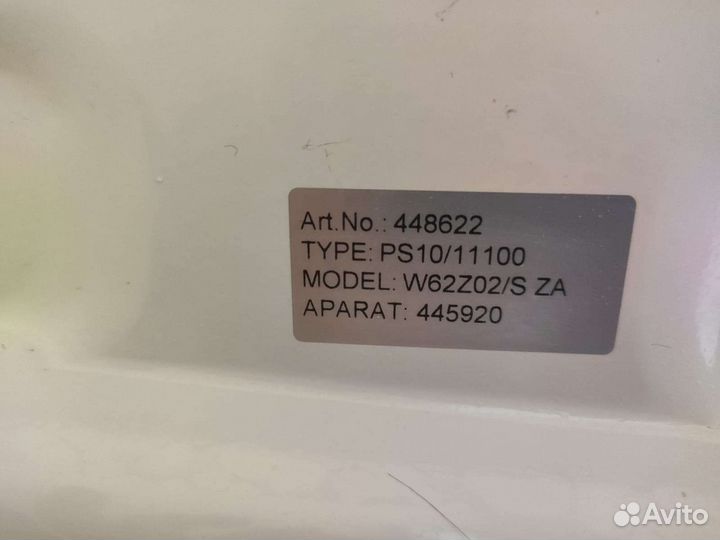 Art.No.: 448622
TYPE: PS10/11100
MODEL: W62Z02/S ZA
APARAT: 445920
Avito